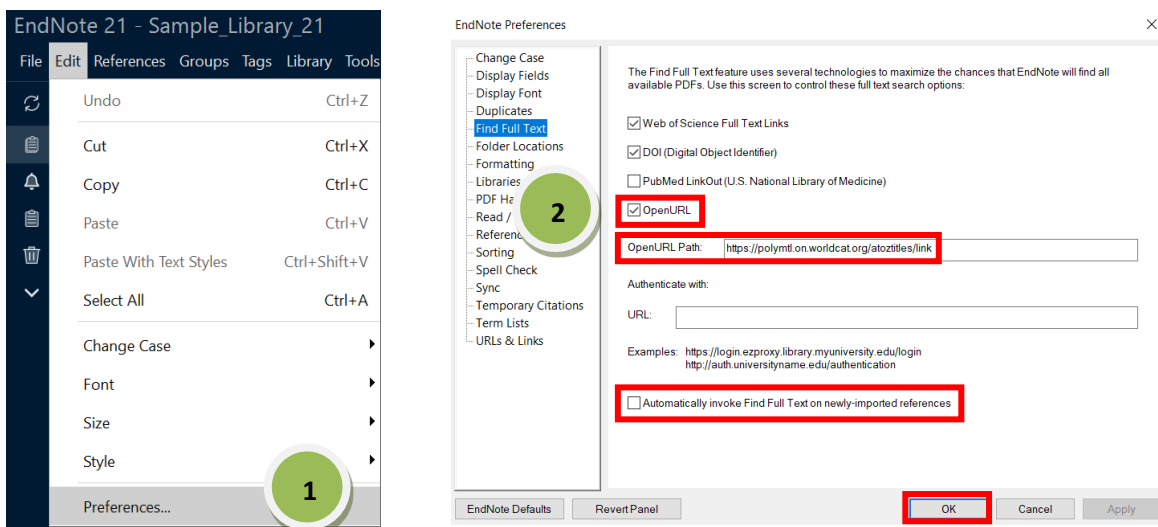 EndNote 21 - Sample_Library_21
File Edit References Groups Tags Library Tools
Undo Ctrl+Z
Cut Ctrl+X
Copy Ctrl+C
Paste Ctrl+V
Paste With Text Styles Ctrl+Shift+V
Select All Ctrl+A
Change Case
Font
Size
Style
Preferences...
1
EndNote Preferences
Change Case
Display Fields
Display Font
Duplicates
Find Full Text
Folder Locations
Formatting
Libraries
PDF Ha
Read /
Referenc
Sorting
Spell Check
Sync
Temporary Citations
Term Lists
URLs & Links
2
The Find Full Text feature uses several technologies to maximize the chances that EndNote will find all
available PDFs. Use this screen to control these full text search options:
Web of Science Full Text Links
DOI (Digital Object Identifier)
PubMed LinkOut (U.S. National Library of Medicine)
OpenURL
OpenURL Path: https://polymtl.on.worldcat.org/atoztitles/link
Authenticate with:
URL:
Examples: https://login.ezproxy.library.myuniversity.edu/login
http://auth.universityname.edu/authentication
Automatically invoke Find Full Text on newly-imported references
EndNote Defaults Revert Panel OK Cancel Apply